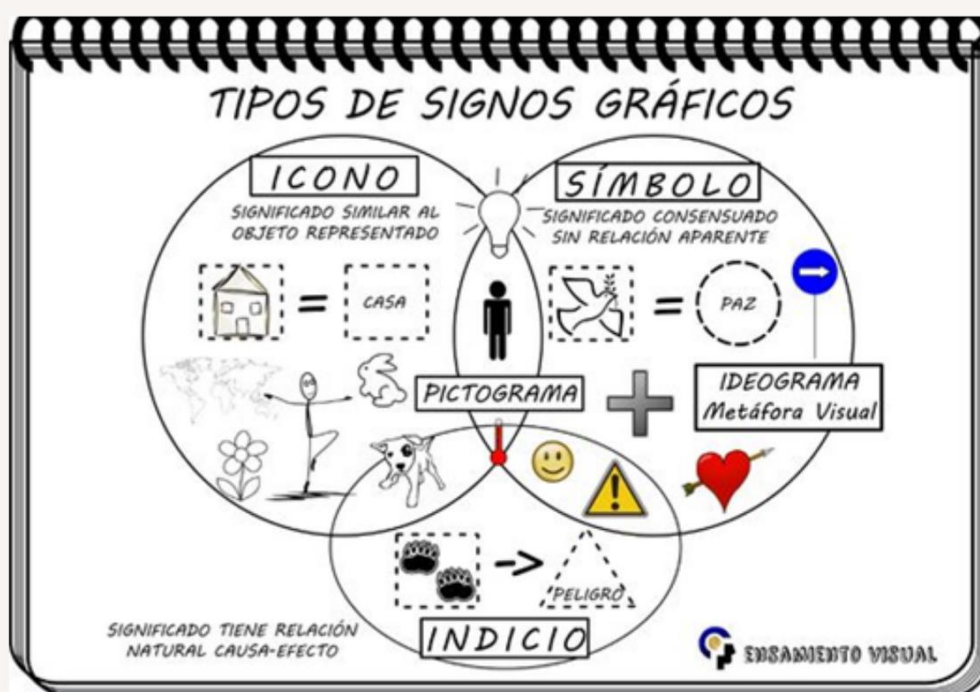 TIPOS DE SIGNOS GRÁFICOS
ICONO
SIGNIFICADO SIMILAR AL
OBJETO REPRESENTADO
SÍMBOLO
SIGNIFICADO CONSENSUADO
SIN RELACIÓN APARENTE
CASA
PAZ
PICTOGRAMA
IDEOGRAMA
Metáfora Visual
PELIGRO
INDICIO
SIGNIFICADO TIENE RELACIÓN
NATURAL CAUSA-EFECTO
ENSAMIENTO VISUAL